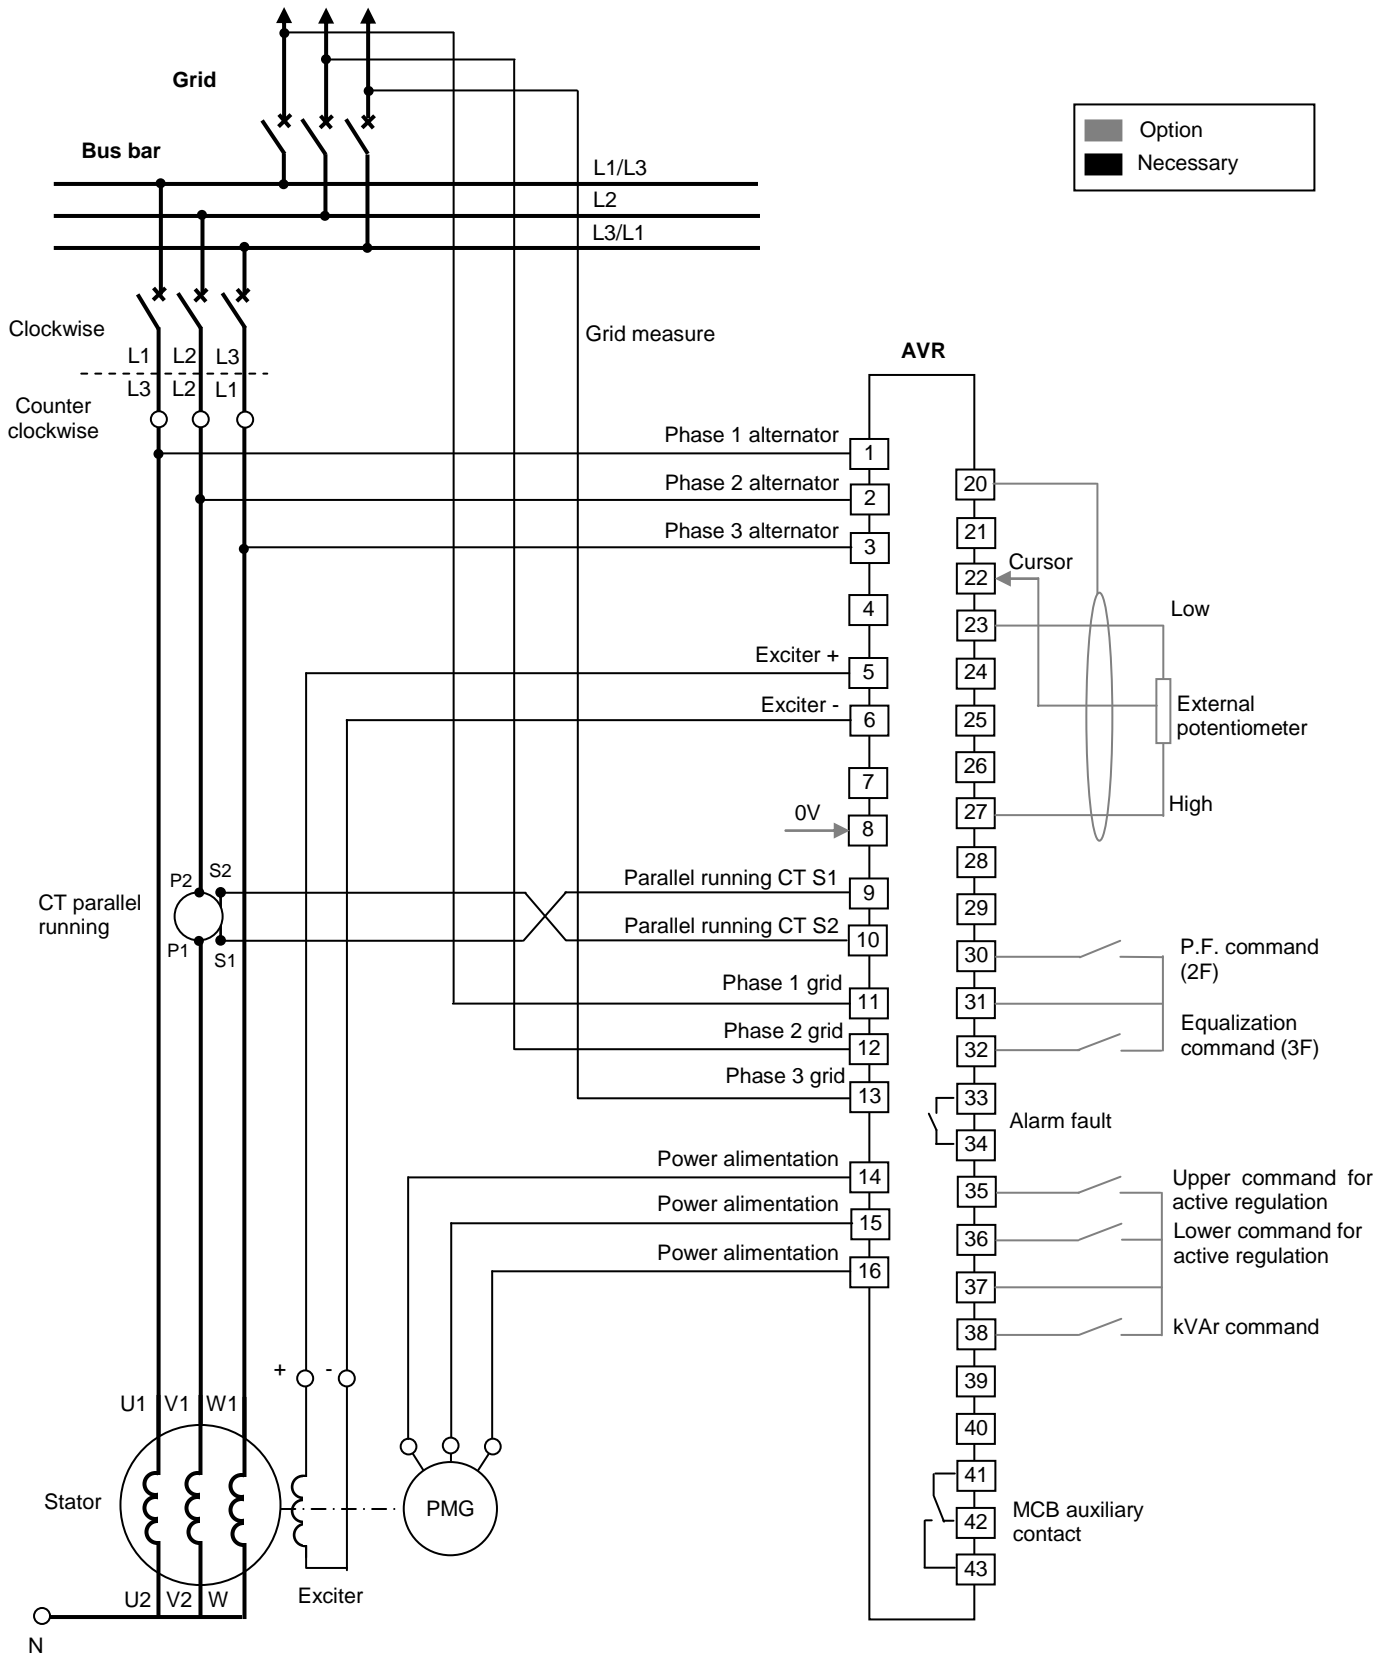 Grid
Option
Necessary
Bus bar
L1/L3
L2
L3/L1
Clockwise
L1 L2 L3
L3 L2 L1
Counter
clockwise
Grid measure
AVR
Phase 1 alternator
1
Phase 2 alternator
2
Phase 3 alternator
3
4
Exciter +
5
Exciter -
6
7
0V
8
Parallel running CT S1
9
Parallel running CT S2
10
Phase 1 grid
11
Phase 2 grid
12
Phase 3 grid
13
Power alimentation
14
Power alimentation
15
Power alimentation
16
20
21
Cursor
22
Low
23
24
External
potentiometer
25
26
High
27
28
29
30
P.F. command
(2F)
31
Equalization
command (3F)
32
33
Alarm fault
34
35
Upper command for
active regulation
36
Lower command for
active regulation
37
38
kVAr command
39
40
41
MCB auxiliary
contact
42
43
CT parallel
running
P2 S2
P1 S1
+ -
U1 V1 W1
Stator
PMG
U2 V2 W
Exciter
N